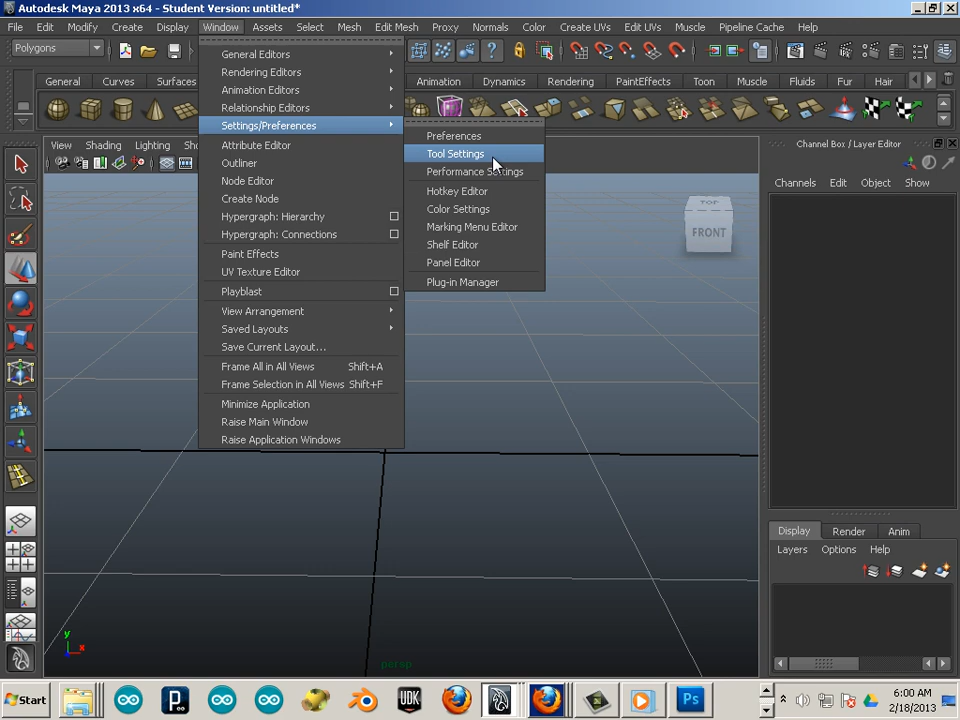 Autodesk Maya 2013 x64 - Student Version: untitled*
File Edit Modify Create Display Window Assets Select Mesh Edit Mesh Proxy Normals Color Create UVs Edit UVs Muscle Pipeline Cache Help
Polygons
General Curves Surfaces Animation Dynamics Rendering PaintEffects Toon Muscle Fluids Fur Hair
General Editors
Rendering Editors
Animation Editors
Relationship Editors
Settings/Preferences
Attribute Editor
Outliner
Node Editor
Create Node
Hypergraph: Hierarchy
Hypergraph: Connections
Paint Effects
UV Texture Editor
Playblast
View Arrangement
Saved Layouts
Save Current Layout...
Frame All in All Views Shift+A
Frame Selection in All Views Shift+F
Minimize Application
Raise Main Window
Raise Application Windows
Preferences
Tool Settings
Performance Settings
Hotkey Editor
Color Settings
Marking Menu Editor
Shelf Editor
Panel Editor
Plug-in Manager
View Shading Lighting
TOP
FRONT
Channel Box / Layer Editor
Channels Edit Object Show
Display Render Anim
Layers Options Help
y
x
persp
Start
P
UDK
Ps
6:00 AM
2/18/2013